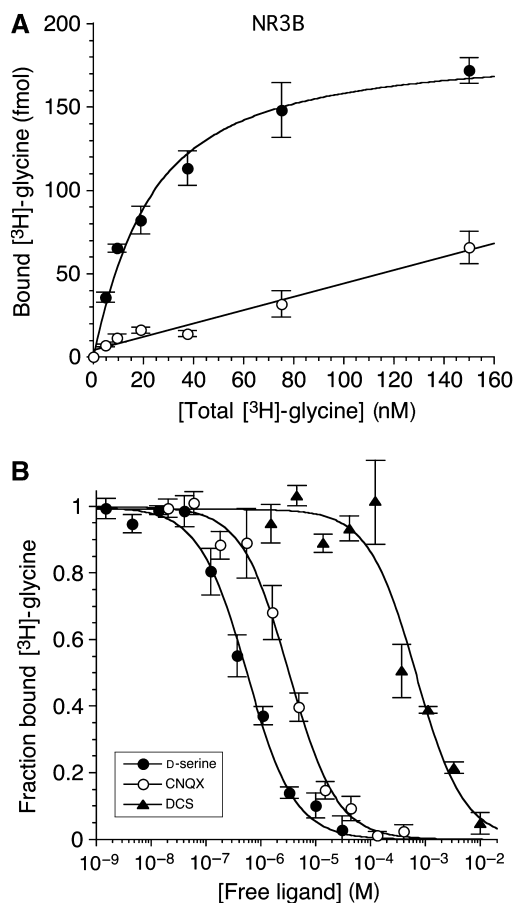 A
NR3B
200
150
100
50
0
Bound [³H]-glycine (fmol)
0 20 40 60 80 100 120 140 160
[Total [³H]-glycine] (nM)
B
1
0.8
0.6
0.4
0.2
0
Fraction bound [³H]-glycine
D-serine
CNQX
DCS
10⁻⁹ 10⁻⁸ 10⁻⁷ 10⁻⁶ 10⁻⁵ 10⁻⁴ 10⁻³ 10⁻²
[Free ligand] (M)